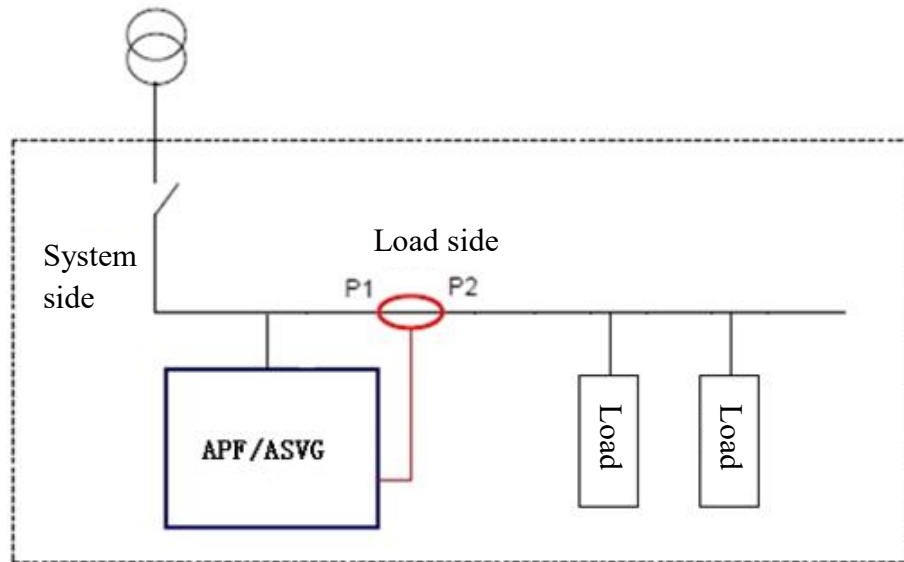 System
side
Load side
P1
P2
APF/ASVG
Load
Load